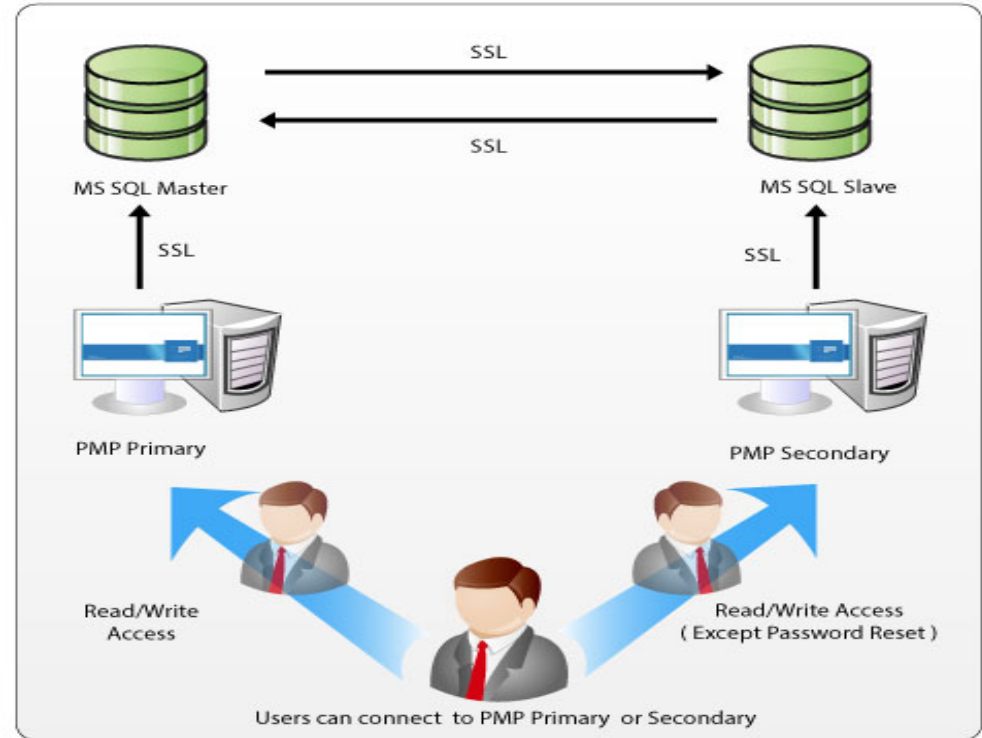 SSL
SSL
MS SQL Master
MS SQL Slave
SSL
SSL
PMP Primary
PMP Secondary
Read/Write
Access
Read/Write Access
( Except Password Reset )
Users can connect to PMP Primary or Secondary